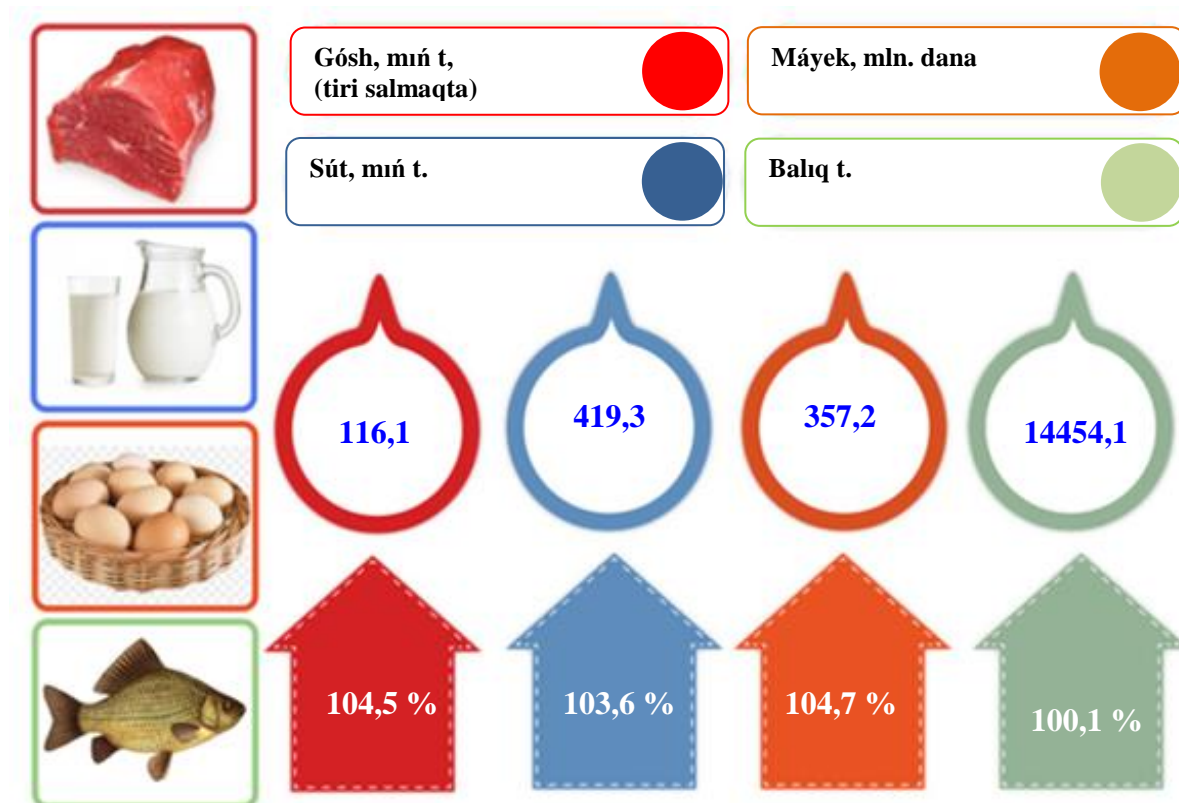 Gósh, mıń t,
(tiri salmaqta)
Máyek, mln. dana
Sút, mıń t.
Balıq t.
116,1
419,3
357,2
14454,1
104,5 %
103,6 %
104,7 %
100,1 %